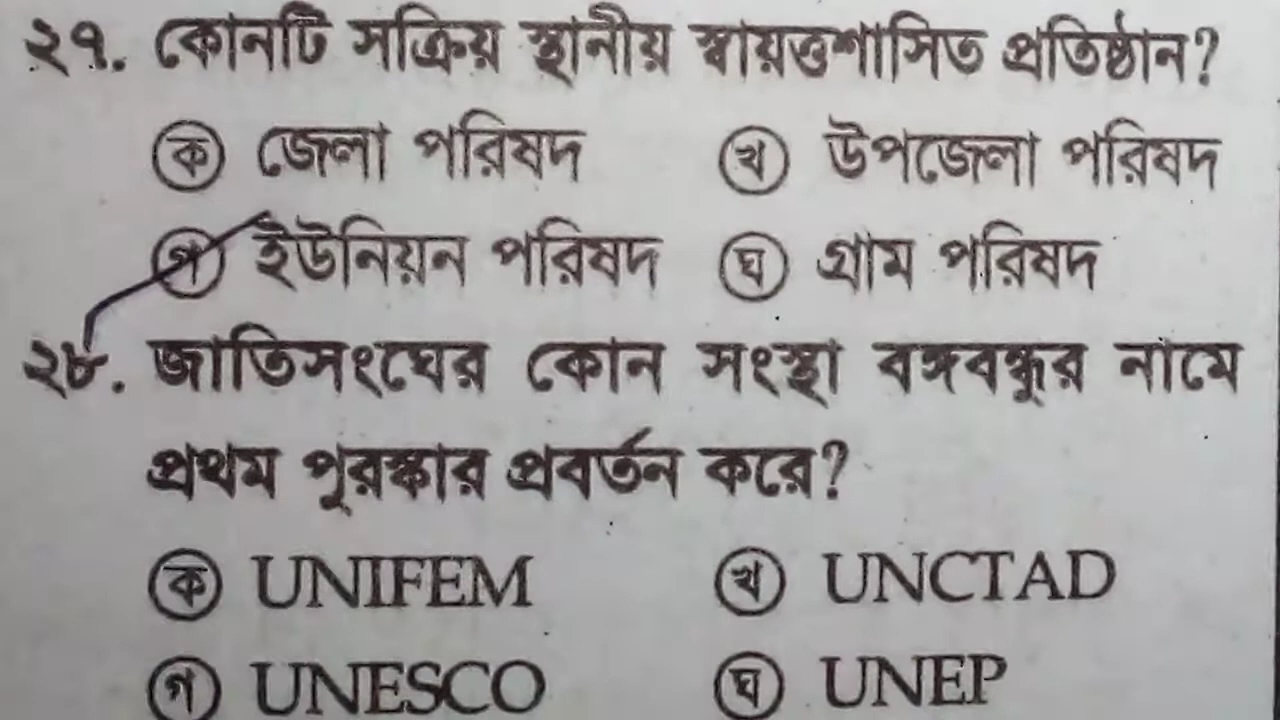 ২৭. কোনটি সক্রিয় স্থানীয় স্বায়ত্তশাসিত প্রতিষ্ঠান?
ক জেলা পরিষদ খ উপজেলা পরিষদ
গ ইউনিয়ন পরিষদ ঘ গ্রাম পরিষদ
২৮. জাতিসংঘের কোন সংস্থা বঙ্গবন্ধুর নামে
প্রথম পুরস্কার প্রবর্তন করে?
ক UNIFEM খ UNCTAD
গ UNESCO ঘ UNEP